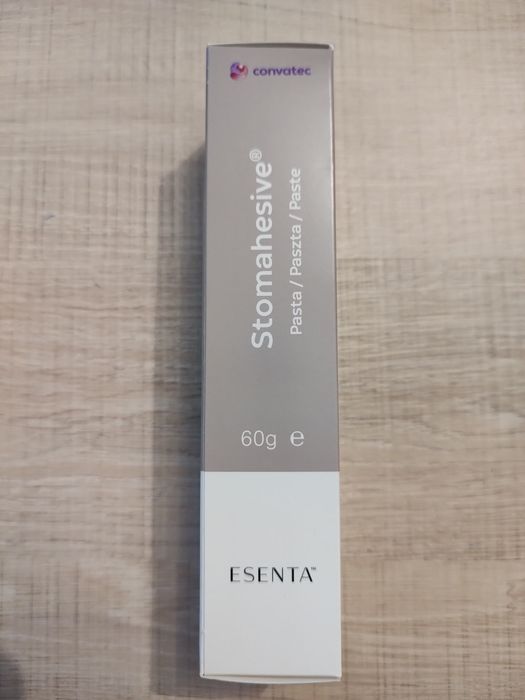 convatec
Stomahesive®
Pasta / Paszta / Paste
60g ℮
ESENTA™